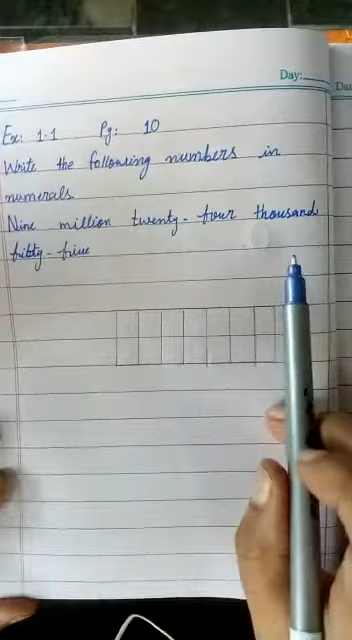 Day:
Ex: 1.1 Pg: 10
Write the following numbers in
numerals.
Nine million twenty-four thousand
fifty-five